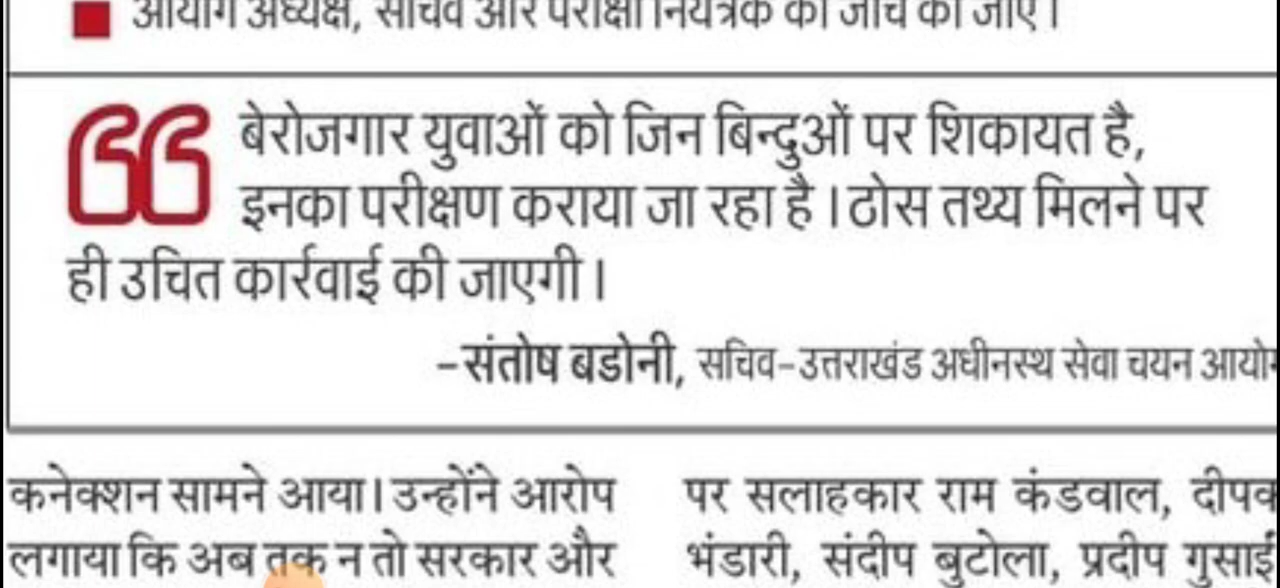 आयोग अध्यक्ष, सचिव और परीक्षा नियंत्रक की जांच की जाए।
बेरोजगार युवाओं को जिन बिन्दुओं पर शिकायत है,
इनका परीक्षण कराया जा रहा है। ठोस तथ्य मिलने पर
ही उचित कार्रवाई की जाएगी।
-संतोष बडोनी, सचिव-उत्तराखंड अधीनस्थ सेवा चयन
कनेक्शन सामने आया। उन्होंने आरोप
लगाया कि अब तक न तो सरकार और
पर सलाहकार राम कंडवाल, दीपक
भंडारी, संदीप बुटोला, प्रदीप गुसाईं